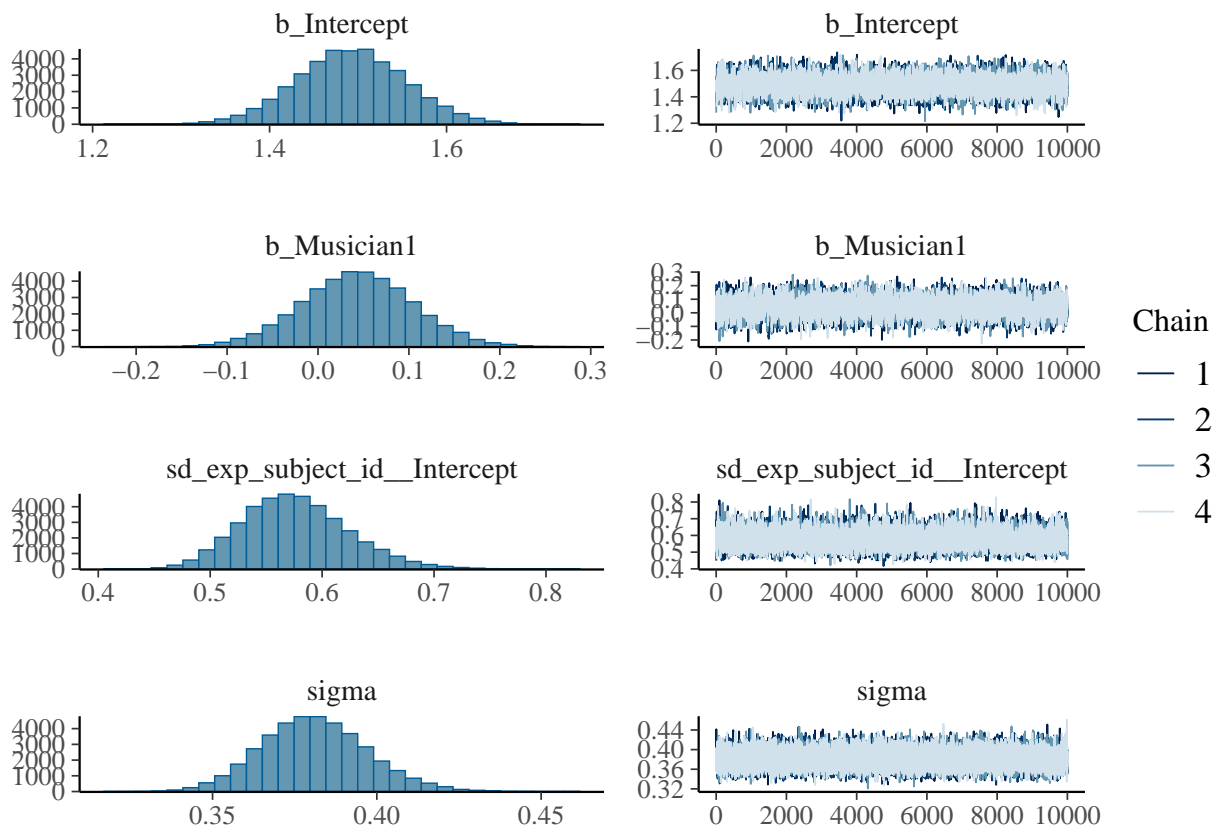 b_Intercept
4000
3000
2000
1000
0
1.2 1.4 1.6
b_Intercept
1.6
1.4
1.2
0 2000 4000 6000 8000 10000
b_Musician1
4000
3000
2000
1000
0
−0.2 −0.1 0.0 0.1 0.2 0.3
b_Musician1
0.3
0.2
0.1
0.0
−0.1
−0.2
0 2000 4000 6000 8000 10000
sd_exp_subject_id__Intercept
4000
3000
2000
1000
0
0.4 0.5 0.6 0.7 0.8
sd_exp_subject_id__Intercept
0.8
0.7
0.6
0.5
0.4
0 2000 4000 6000 8000 10000
sigma
4000
3000
2000
1000
0
0.35 0.40 0.45
sigma
0.44
0.40
0.36
0.32
0 2000 4000 6000 8000 10000
Chain
1
2
3
4